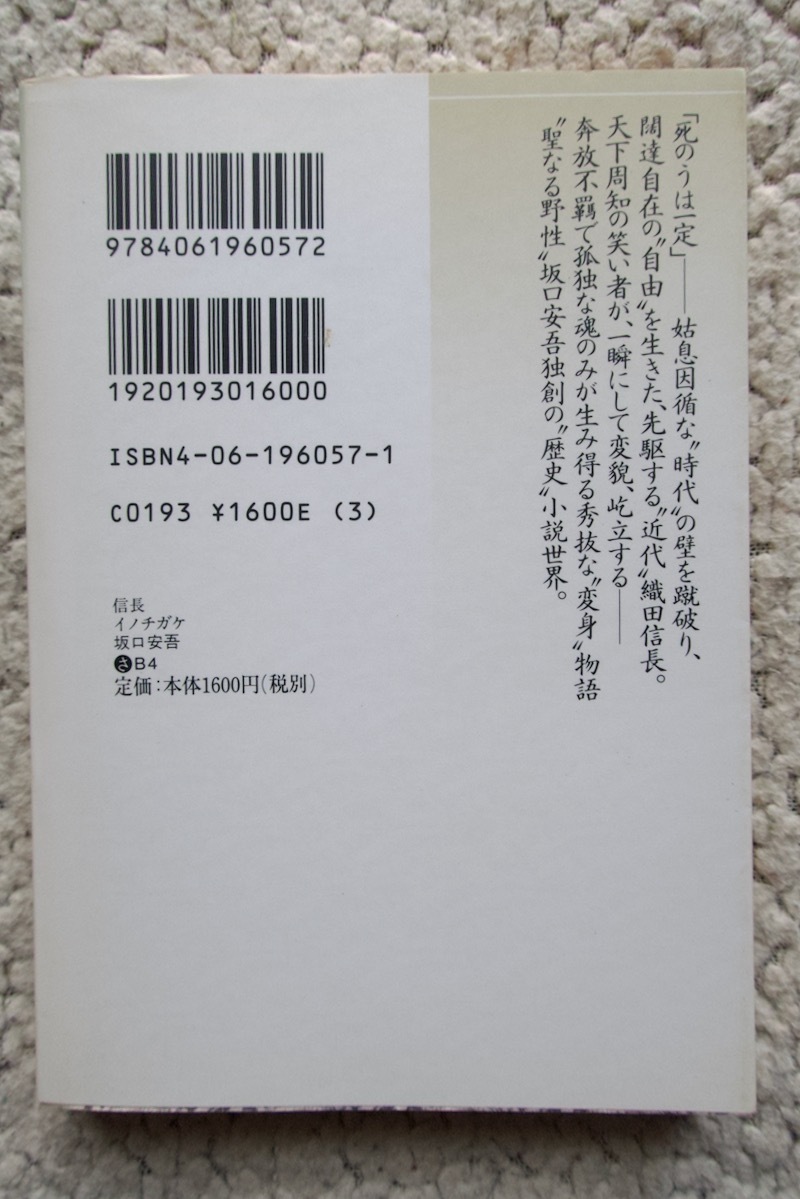 「死のうは一定」――姑息因循な〝時代〟の壁を蹴破り、
闊達自在の〝自由〟を生きた、先駆する〝近代〟織田信長。
天下周知の笑い者が、一瞬にして変貌、屹立する――
奔放不羈で孤独な魂のみが生み得る秀抜な〝変身〟物語
〝聖なる野性〟坂口安吾独創の〝歴史〟小説世界。
9784061960572
1920193016000
ISBN4-06-196057-1
C0193 ¥1600E (3)
信長
イノチガケ
坂口安吾
さB4
定価:本体1600円(税別)